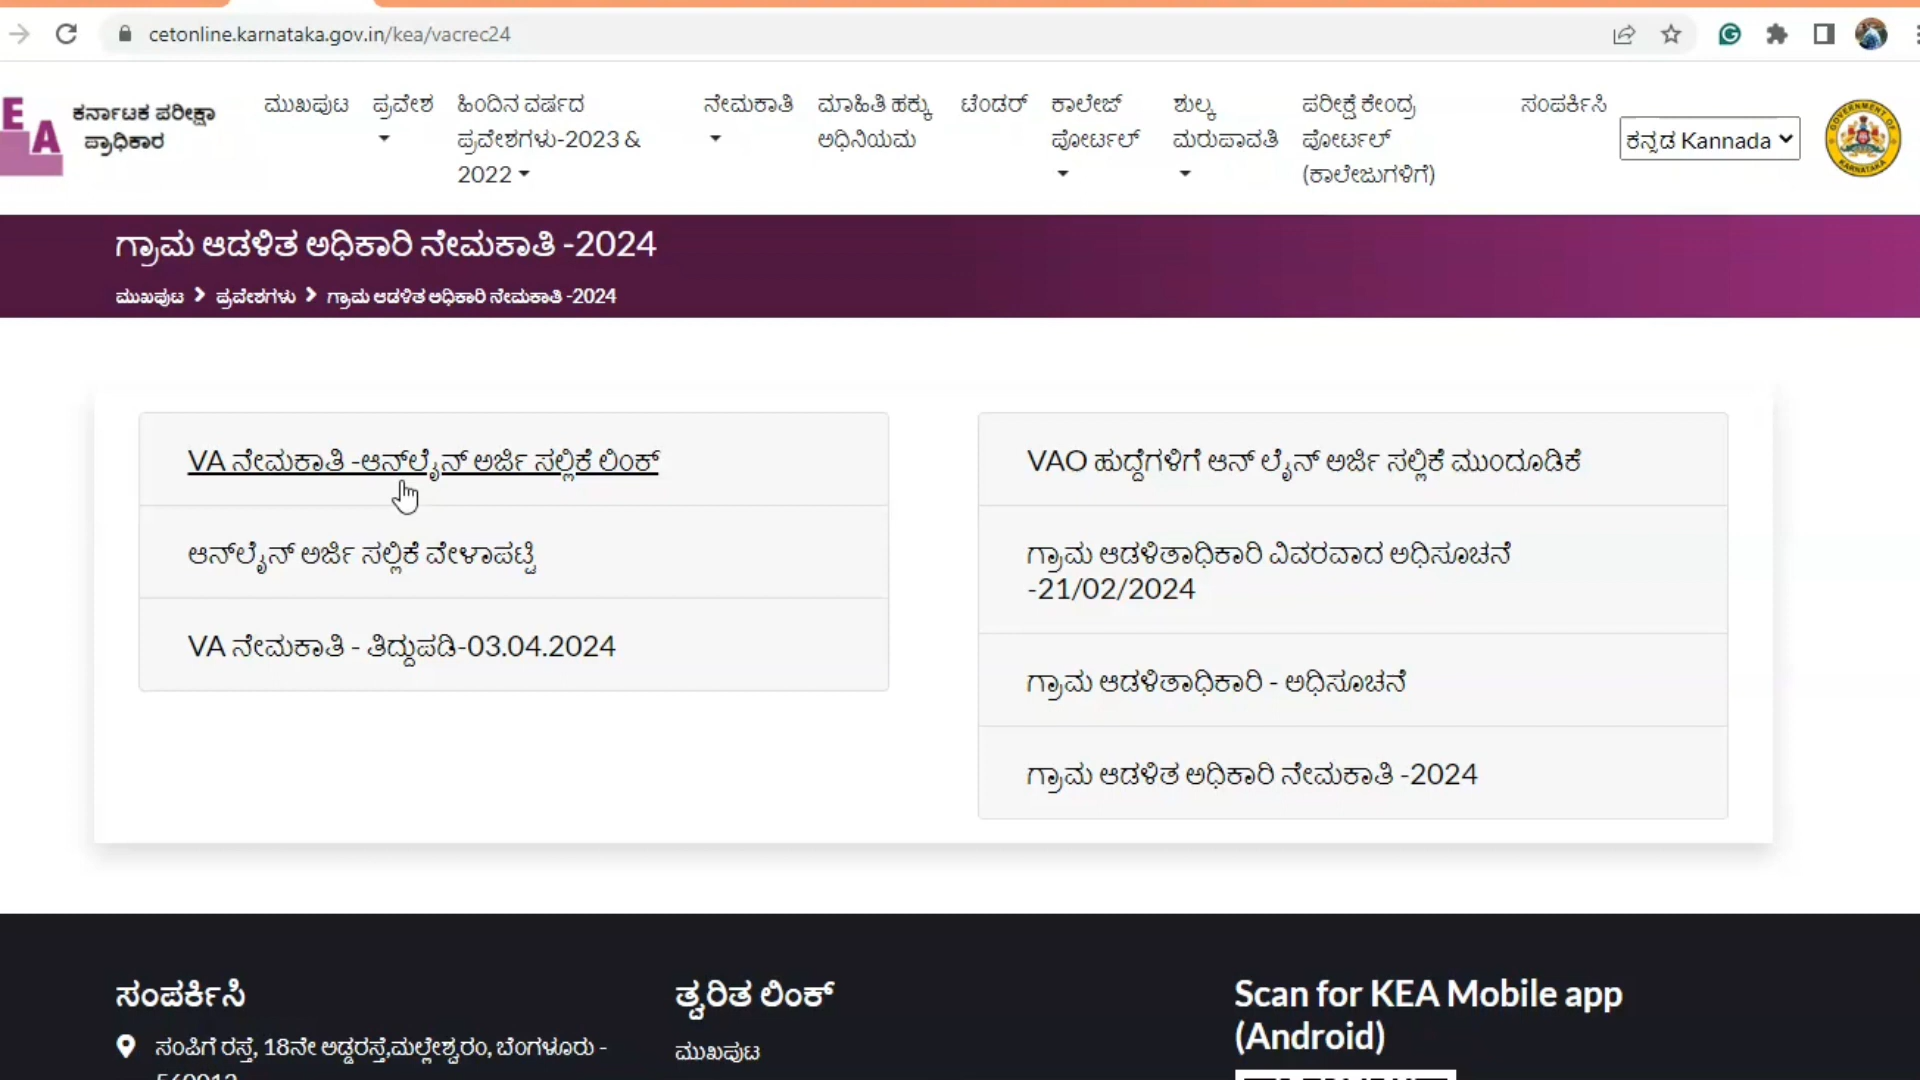 cetonline.karnataka.gov.in/kea/vacrec24
EA
ಕರ್ನಾಟಕ ಪರೀಕ್ಷಾ
ಪ್ರಾಧಿಕಾರ
ಮುಖಪುಟ
ಪ್ರವೇಶ
ಹಿಂದಿನ ವರ್ಷದ
ಪ್ರವೇಶಗಳು-2023 &
2022
ನೇಮಕಾತಿ
ಮಾಹಿತಿ ಹಕ್ಕು
ಅಧಿನಿಯಮ
ಟೆಂಡರ್
ಕಾಲೇಜ್
ಪೋರ್ಟಲ್
ಶುಲ್ಕ
ಮರುಪಾವತಿ
ಪರೀಕ್ಷೆ ಕೇಂದ್ರ
ಪೋರ್ಟಲ್
(ಕಾಲೇಜುಗಳಿಗೆ)
ಸಂಪರ್ಕಿಸಿ
ಕನ್ನಡ Kannada
GOVERNMENT OF
KARNATAKA
ಗ್ರಾಮ ಆಡಳಿತ ಅಧಿಕಾರಿ ನೇಮಕಾತಿ -2024
ಮುಖಪುಟ > ಪ್ರವೇಶಗಳು > ಗ್ರಾಮ ಆಡಳಿತ ಅಧಿಕಾರಿ ನೇಮಕಾತಿ -2024
VA ನೇಮಕಾತಿ -ಆನ್‌ಲೈನ್ ಅರ್ಜಿ ಸಲ್ಲಿಕೆ ಲಿಂಕ್
ಆನ್‌ಲೈನ್ ಅರ್ಜಿ ಸಲ್ಲಿಕೆ ವೇಳಾಪಟ್ಟಿ
VA ನೇಮಕಾತಿ - ತಿದ್ದುಪಡಿ-03.04.2024
VAO ಹುದ್ದೆಗಳಿಗೆ ಆನ್ ಲೈನ್ ಅರ್ಜಿ ಸಲ್ಲಿಕೆ ಮುಂದೂಡಿಕೆ
ಗ್ರಾಮ ಆಡಳಿತಾಧಿಕಾರಿ ವಿವರವಾದ ಅಧಿಸೂಚನೆ
-21/02/2024
ಗ್ರಾಮ ಆಡಳಿತಾಧಿಕಾರಿ - ಅಧಿಸೂಚನೆ
ಗ್ರಾಮ ಆಡಳಿತ ಅಧಿಕಾರಿ ನೇಮಕಾತಿ -2024
ಸಂಪರ್ಕಿಸಿ
ಸಂಪಿಗೆ ರಸ್ತೆ, 18ನೇ ಅಡ್ಡರಸ್ತೆ,ಮಲ್ಲೇಶ್ವರಂ, ಬೆಂಗಳೂರು -
ತ್ವರಿತ ಲಿಂಕ್
ಮುಖಪುಟ
Scan for KEA Mobile app
(Android)